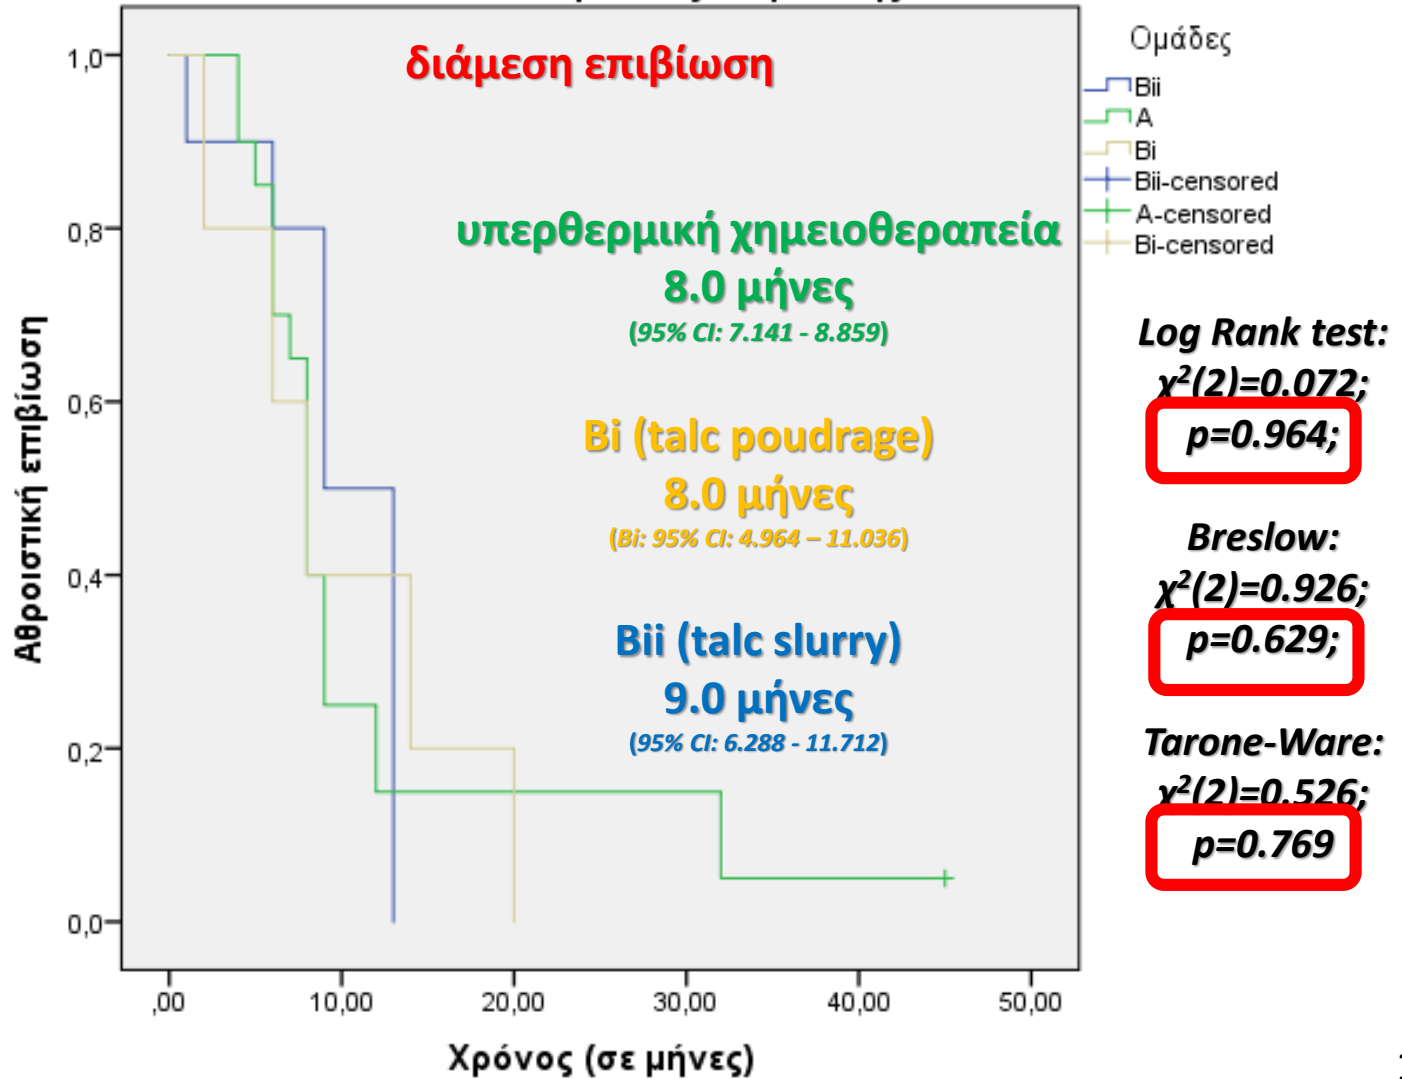 διάμεση επιβίωση
Ομάδες
Bii
A
Bi
Bii-censored
A-censored
Bi-censored
1,0
0,8
0,6
0,4
0,2
0,0
Αθροιστική επιβίωση
υπερθερμική χημειοθεραπεία
8.0 μήνες
(95% CI: 7.141 - 8.859)
Bi (talc poudrage)
8.0 μήνες
(Bi: 95% CI: 4.964 – 11.036)
Bii (talc slurry)
9.0 μήνες
(95% CI: 6.288 - 11.712)
Log Rank test:
χ²(2)=0.072;
p=0.964;
Breslow:
χ²(2)=0.926;
p=0.629;
Tarone-Ware:
χ²(2)=0.526;
p=0.769
,00
10,00
20,00
30,00
40,00
50,00
Χρόνος (σε μήνες)